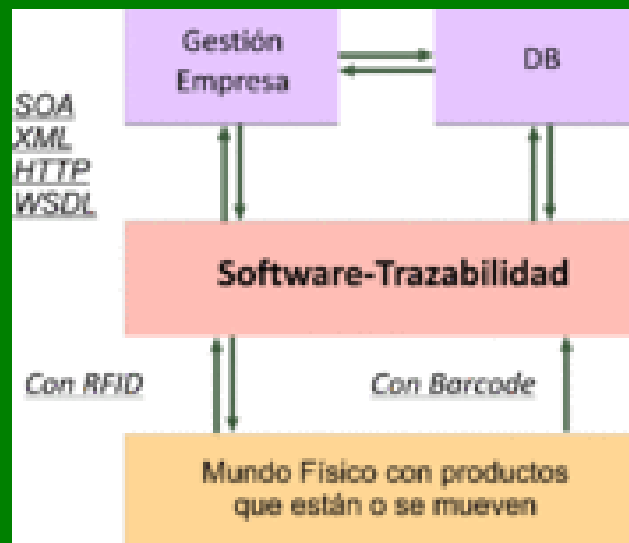 Gestión
Empresa
DB
SOA
XML
HTTP
WSDL
Software-Trazabilidad
Con RFID
Con Barcode
Mundo Físico con productos
que están o se mueven